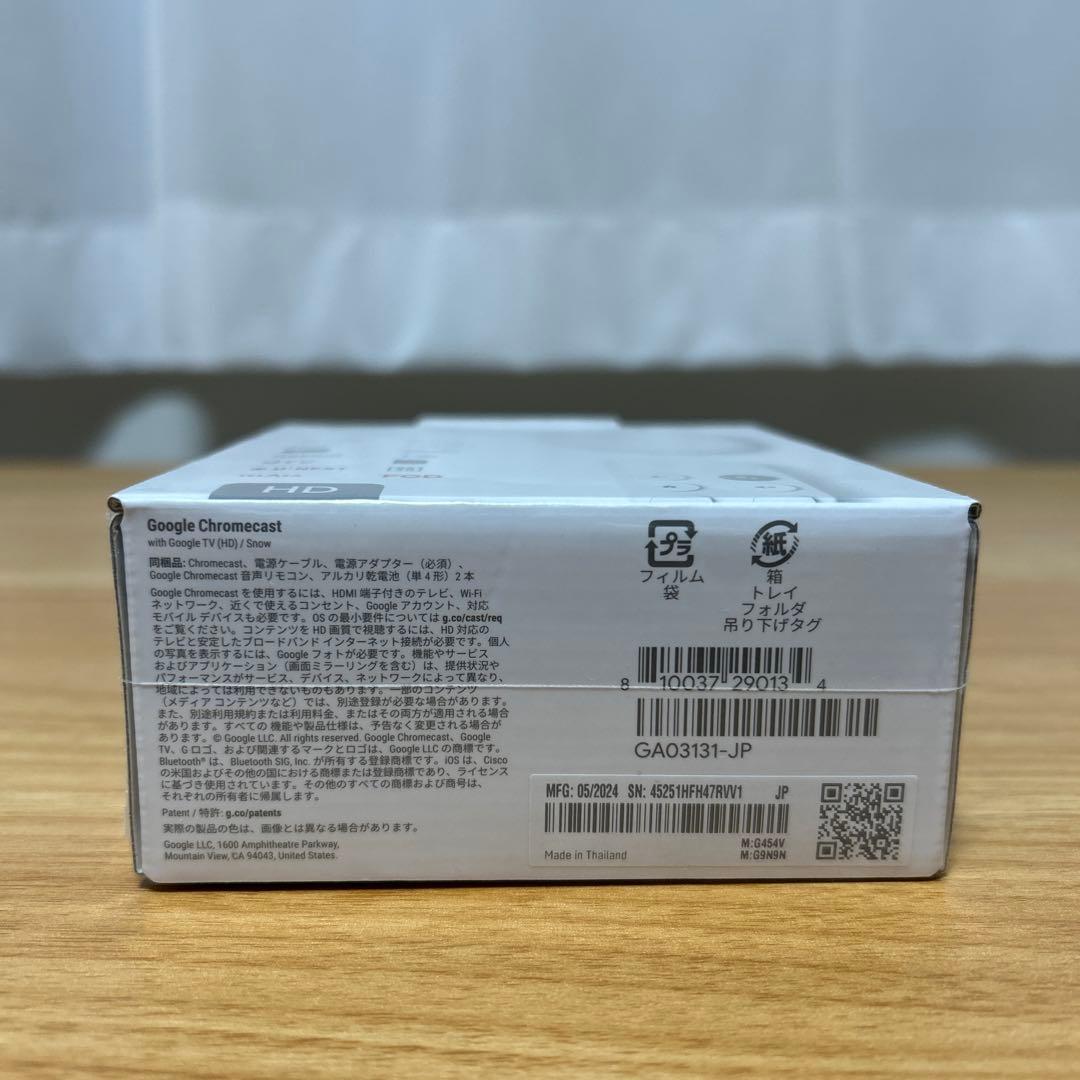 HD
Google Chromecast
with Google TV (HD) / Snow
同梱品: Chromecast、電源ケーブル、電源アダプター（必須）、
Google Chromecast 音声リモコン、アルカリ乾電池（単 4 形）2 本
Google Chromecast を使用するには、HDMI 端子付きのテレビ、Wi-Fi
ネットワーク、近くで使えるコンセント、Google アカウント、対応
モバイル デバイスも必要です。OS の最小要件については g.co/cast/req
をご覧ください。コンテンツを HD 画質で視聴するには、HD 対応の
テレビと安定したブロードバンド インターネット接続が必要です。個人
の写真を表示するには、Google フォトが必要です。機能やサービス
およびアプリケーション（画面ミラーリングを含む）は、提供状況や
パフォーマンスがサービス、デバイス、ネットワークによって異なり、
地域によっては利用できないものもあります。一部のコンテンツ
（メディア コンテンツなど）では、別途登録が必要な場合があります。
また、別途利用規約または利用料金、またはその両方が適用される場合
があります。すべての 機能や製品仕様は、予告なく変更される場合が
あります。© Google LLC. All rights reserved. Google Chromecast、Google
TV、G ロゴ、および関連するマークとロゴは、Google LLC の商標です。
Bluetooth® は、Bluetooth SIG, Inc. が所有する登録商標です。iOS は、Cisco
の米国およびその他の国における商標または登録商標であり、ライセンス
に基づき使用されています。その他のすべての商標および商号は、
それぞれの所有者に帰属します。
Patent / 特許: g.co/patents
実際の製品の色は、画像とは異なる場合があります。
Google LLC, 1600 Amphitheatre Parkway,
Mountain View, CA 94043, United States.
プラ
フィルム
袋
紙
箱
トレイ
フォルダ
吊り下げタグ
8 10037 29013 4
GA03131-JP
MFG: 05/2024 SN: 45251HFH47RVV1 JP
Made in Thailand
M:G454V
M:G9N9N